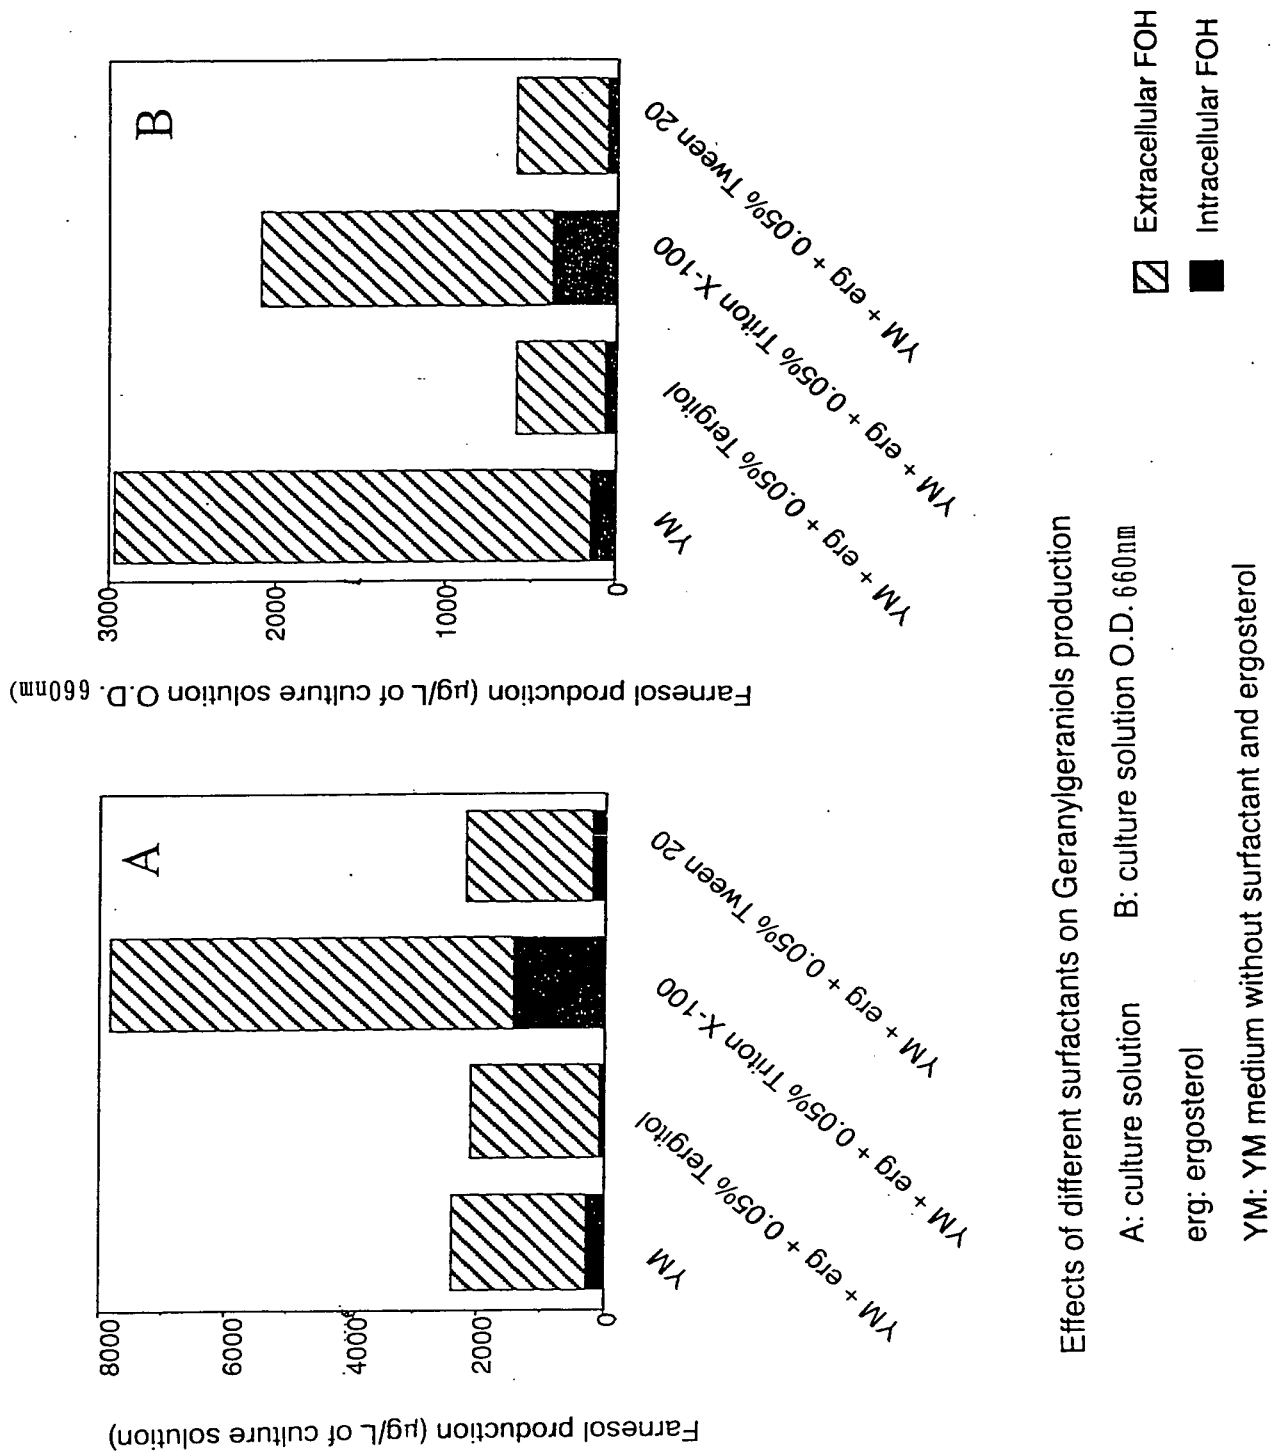 A
Farnesol production (µg/L of culture solution)
8000
6000
4000
2000
0
YM
YM + erg + 0.05% Tergitol
YM + erg + 0.05% Triton X-100
YM + erg + 0.05% Tween 20
B
Farnesol production (µg/L of culture solution O.D. 660nm)
3000
2000
1000
0
YM
YM + erg + 0.05% Tergitol
YM + erg + 0.05% Triton X-100
YM + erg + 0.05% Tween 20
Effects of different surfactants on Geranylgeraniols production
A: culture solution B: culture solution O.D. 660nm
erg: ergosterol
YM: YM medium without surfactant and ergosterol
Extracellular FOH
Intracellular FOH